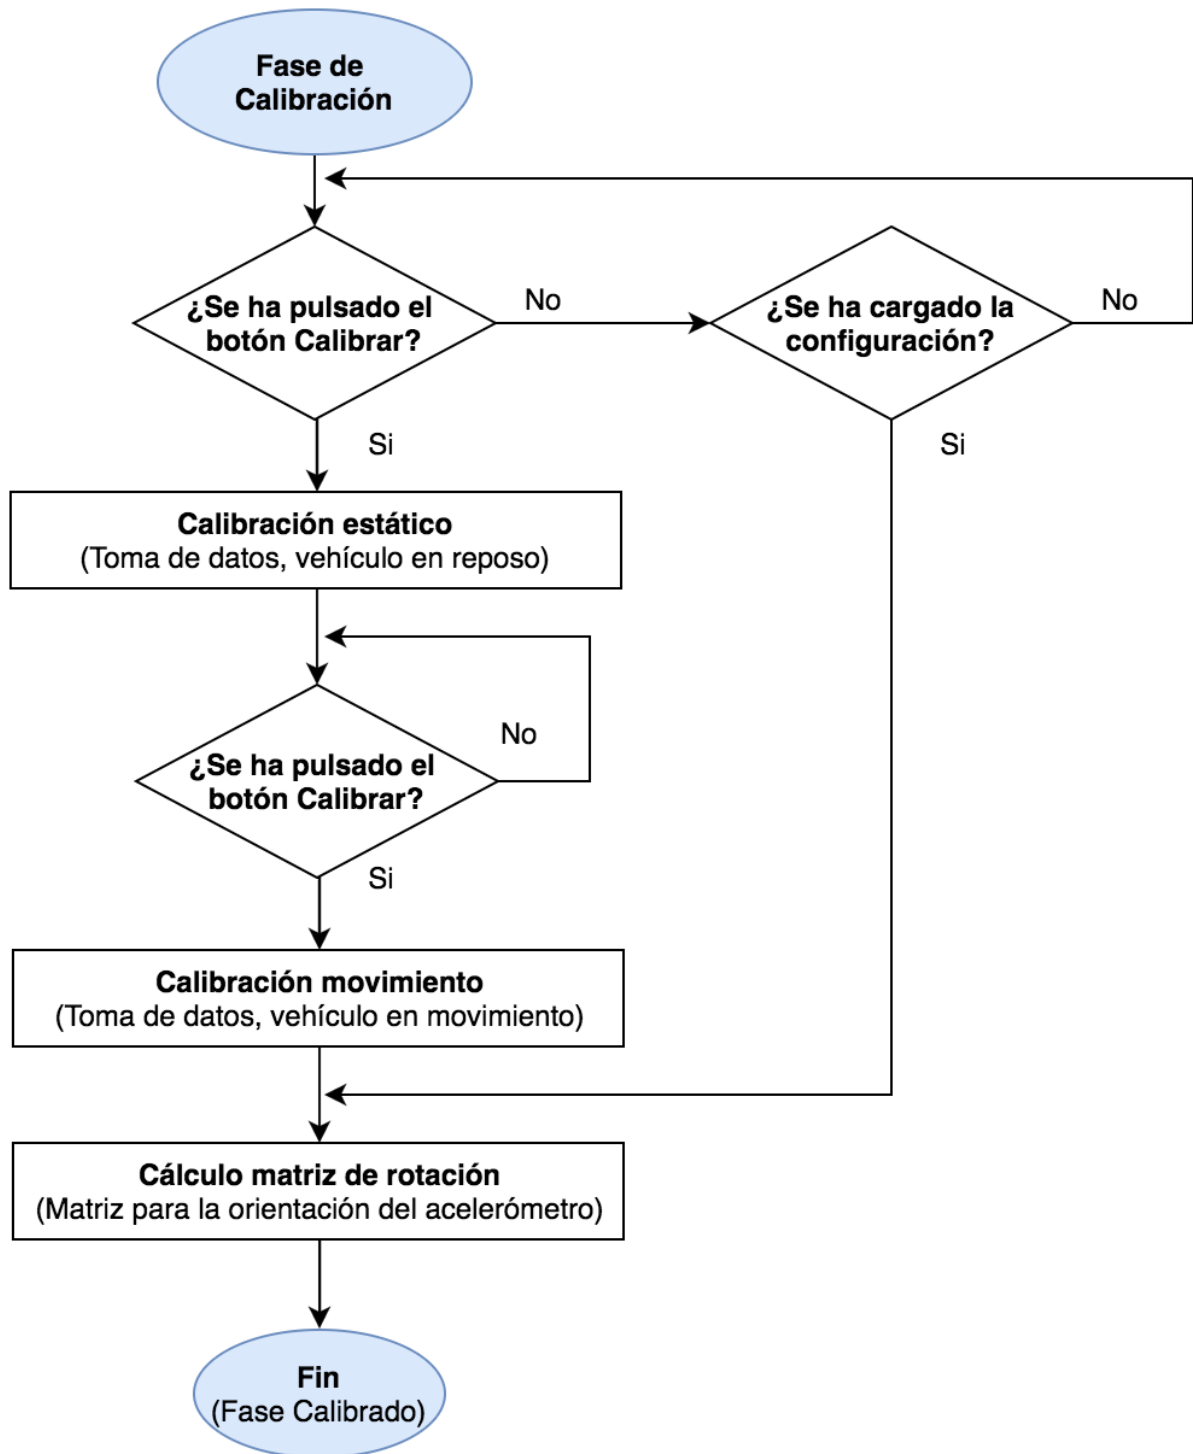 Fase de
Calibración
¿Se ha pulsado el
botón Calibrar?
No
¿Se ha cargado la
configuración?
No
Si
Si
Calibración estático
(Toma de datos, vehículo en reposo)
No
¿Se ha pulsado el
botón Calibrar?
Si
Calibración movimiento
(Toma de datos, vehículo en movimiento)
Cálculo matriz de rotación
(Matriz para la orientación del acelerómetro)
Fin
(Fase Calibrado)